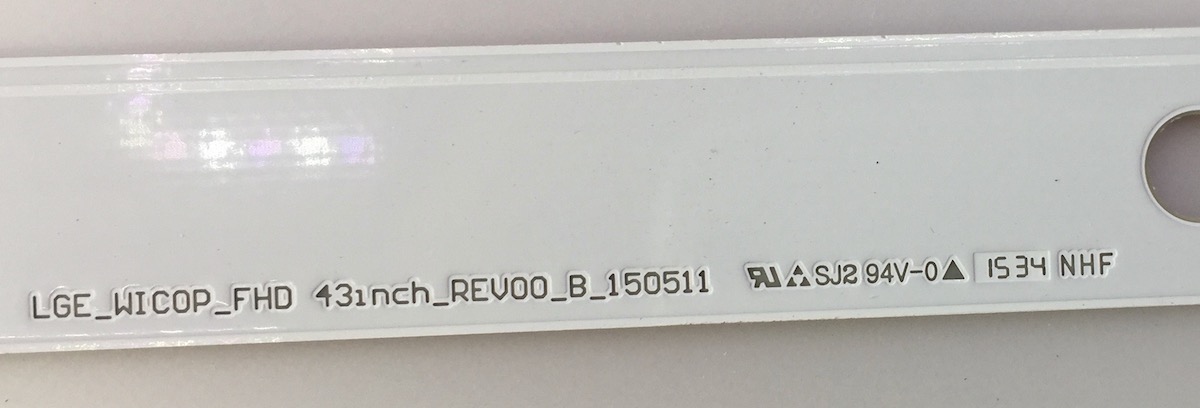 LGE_WICOP_FHD 43inch_REV00_B_150511 SJ2 94V-0 1534 NHF